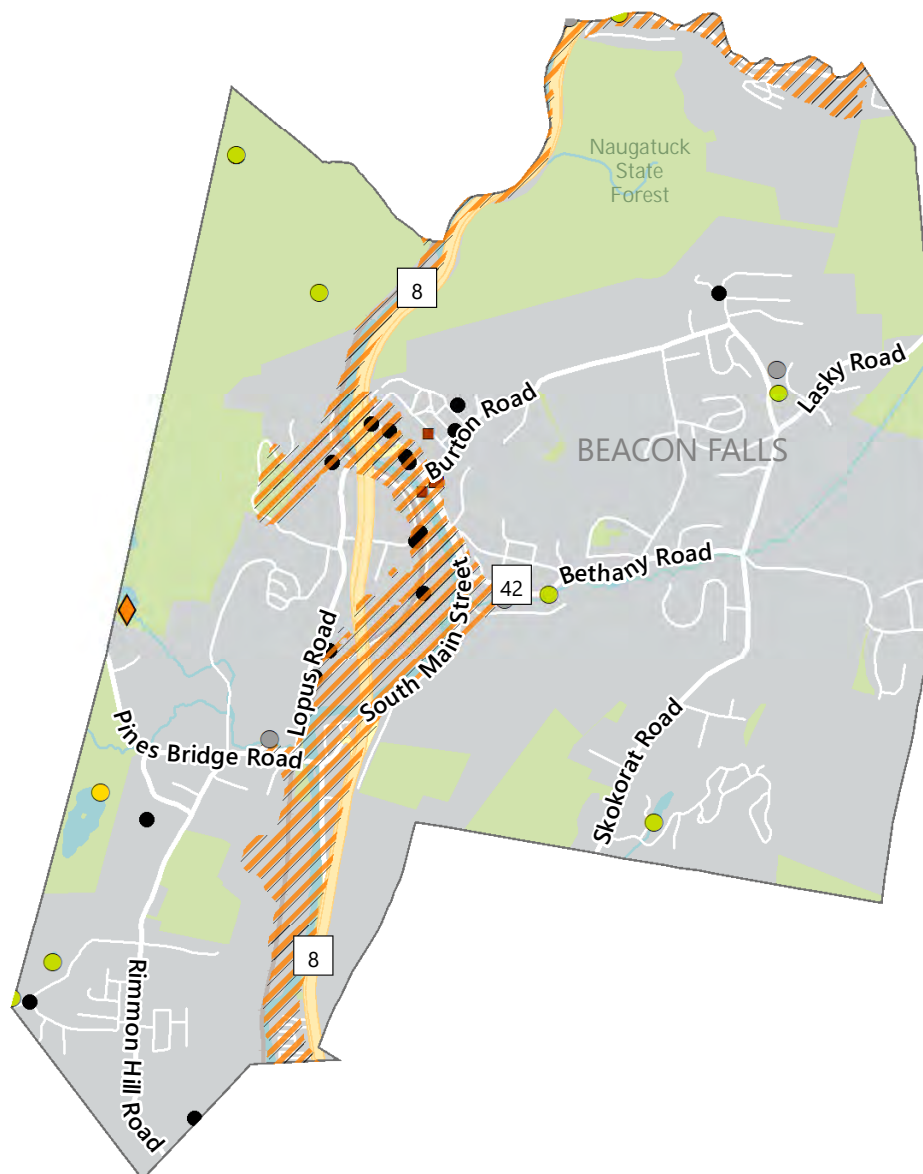 Naugatuck
State
Forest
8
Lasky Road
Burton Road
BEACON FALLS
Bethany Road
42
South Main Street
Lopus Road
Pines Bridge Road
Skokorat Road
8
Rimmon Hill Road